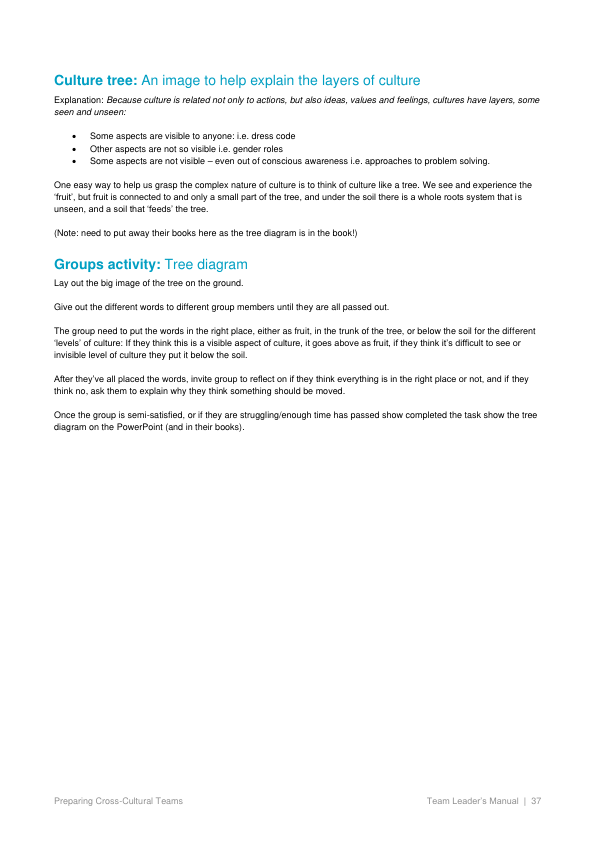 Culture tree: An image to help explain the layers of culture
Explanation: Because culture is related not only to actions, but also ideas, values and feelings, cultures have layers, some
seen and unseen:
• Some aspects are visible to anyone: i.e. dress code
• Other aspects are not so visible i.e. gender roles
• Some aspects are not visible – even out of conscious awareness i.e. approaches to problem solving.
One easy way to help us grasp the complex nature of culture is to think of culture like a tree. We see and experience the
'fruit', but fruit is connected to and only a small part of the tree, and under the soil there is a whole roots system that is
unseen, and a soil that 'feeds' the tree.
(Note: need to put away their books here as the tree diagram is in the book!)
Groups activity: Tree diagram
Lay out the big image of the tree on the ground.
Give out the different words to different group members until they are all passed out.
The group need to put the words in the right place, either as fruit, in the trunk of the tree, or below the soil for the different
'levels' of culture: If they think this is a visible aspect of culture, it goes above as fruit, if they think it's difficult to see or
invisible level of culture they put it below the soil.
After they've all placed the words, invite group to reflect on if they think everything is in the right place or not, and if they
think no, ask them to explain why they think something should be moved.
Once the group is semi-satisfied, or if they are struggling/enough time has passed show completed the task show the tree
diagram on the PowerPoint (and in their books).
Preparing Cross-Cultural Teams
Team Leader's Manual | 37